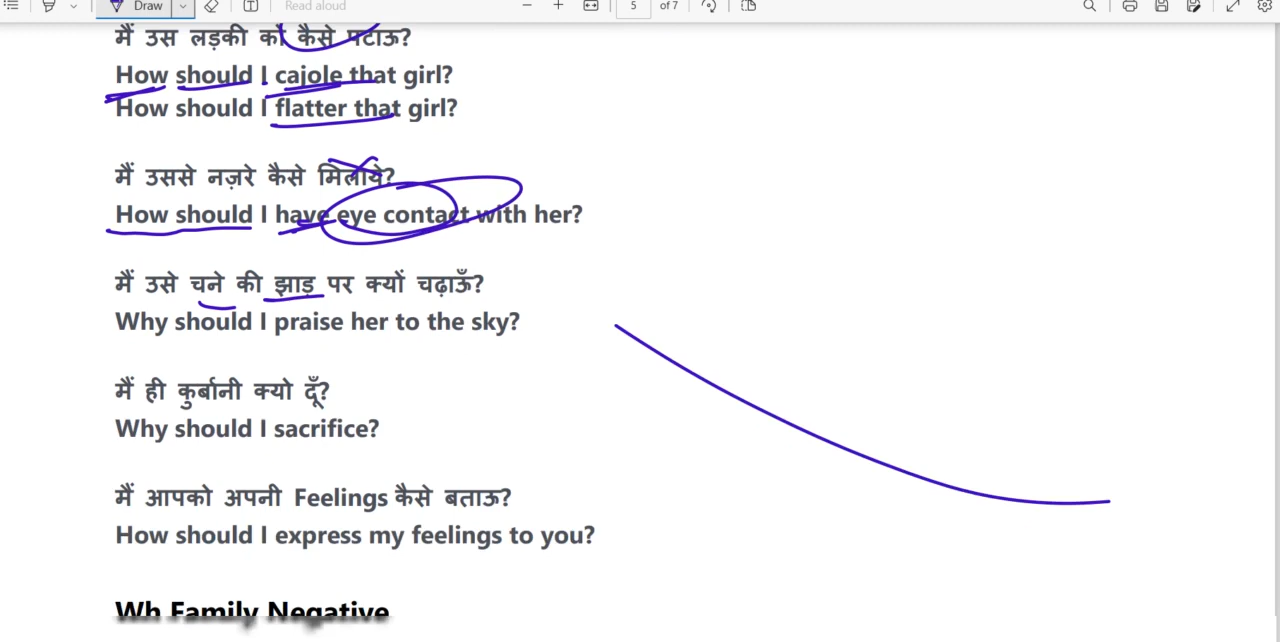 Draw
Read aloud
5
of 7
मैं उस लड़की को कैसे पटाऊ?
How should I cajole that girl?
How should I flatter that girl?
मैं उससे नज़रे कैसे मिलाये?
How should I have eye contact with her?
मैं उसे चने की झाड़ पर क्यों चढ़ाऊँ?
Why should I praise her to the sky?
मैं ही कुर्बानी क्यो दूँ?
Why should I sacrifice?
मैं आपको अपनी Feelings कैसे बताऊ?
How should I express my feelings to you?
Wh Family Negative